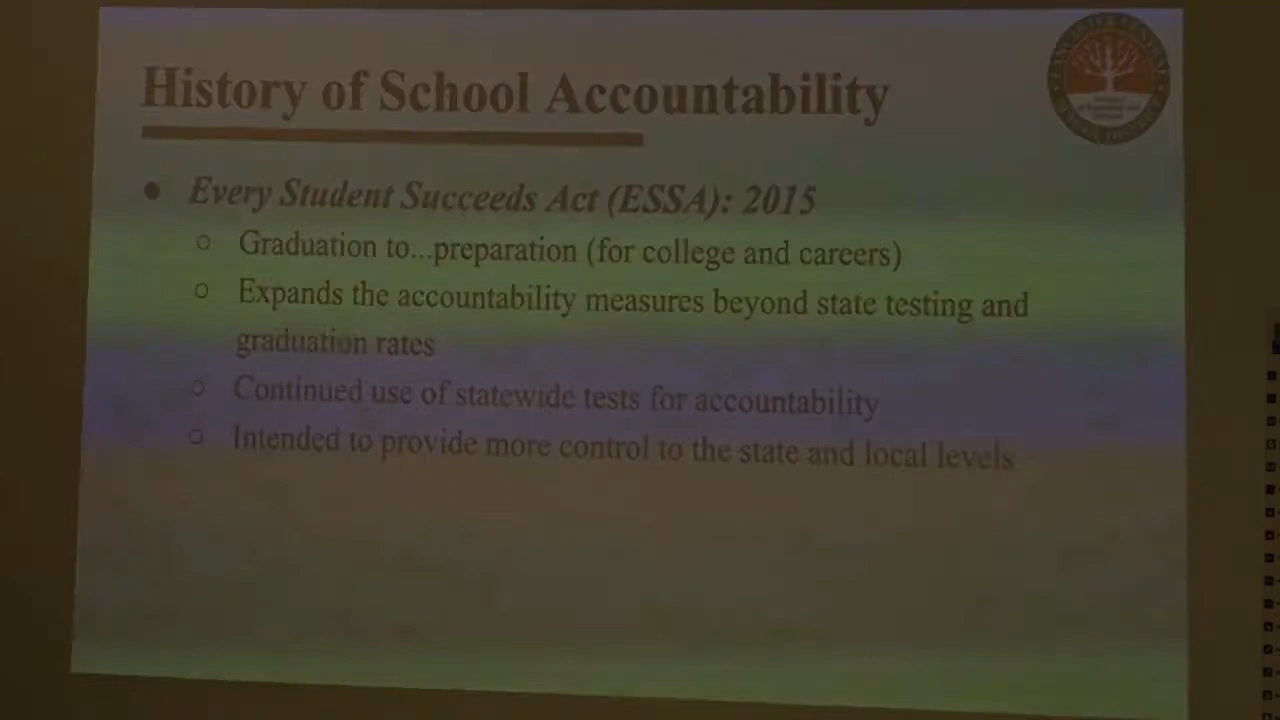 History of School Accountability
● Every Student Succeeds Act (ESSA): 2015
○ Graduation to...preparation (for college and careers)
○ Expands the accountability measures beyond state testing and
graduation rates
○ Continued use of statewide tests for accountability
○ Intended to provide more control to the state and local levels